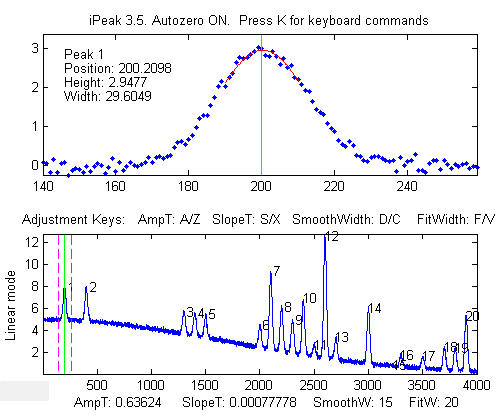 iPeak 3.5. Autozero ON. Press K for keyboard commands
Peak 1
Position: 200.2098
Height: 2.9477
Width: 29.6049
3
2
1
0
140 160 180 200 220 240
Adjustment Keys: AmpT: A/Z SlopeT: S/X SmoothWidth: D/C FitWidth: F/V
Linear mode
12
10
8
6
4
2
1 2 3 4 5 6 7 8 9 10 11 12 13 14 15 16 17 18 19 20
500 1000 1500 2000 2500 3000 3500 4000
AmpT: 0.63624 SlopeT: 0.00077778 SmoothW: 15 FitW: 20